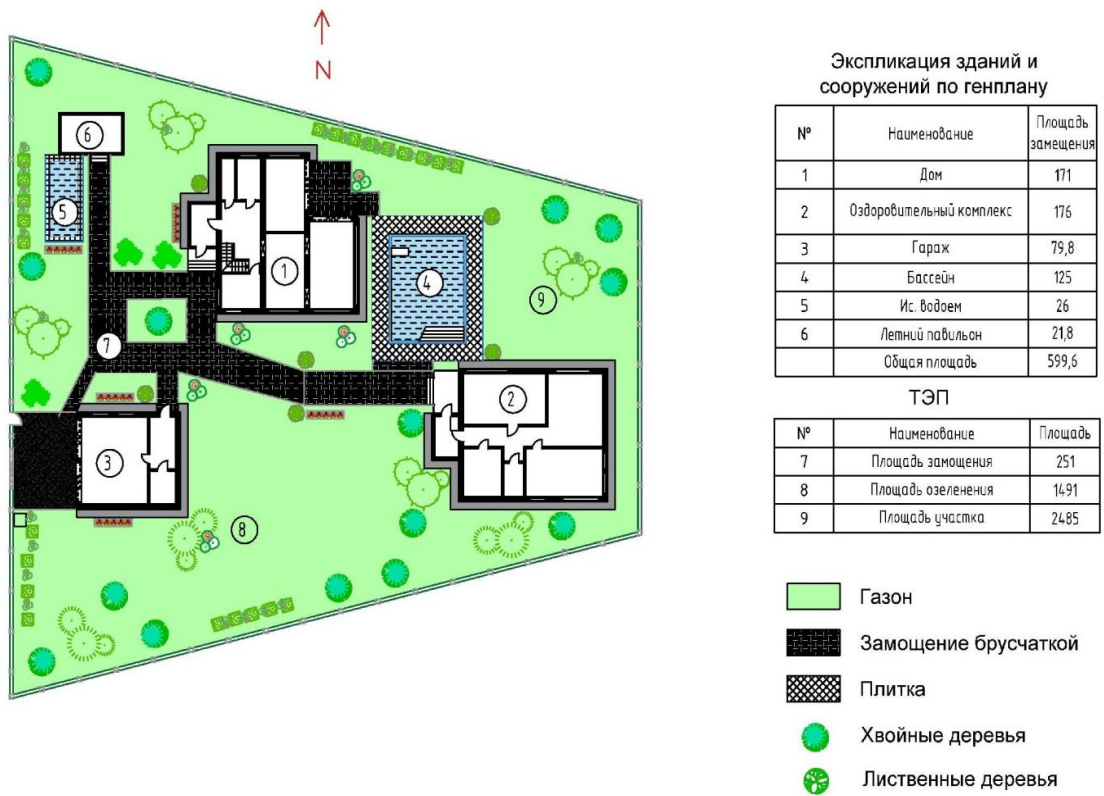 N
6
5
1
4
9
7
2
3
8
Экспликация зданий и
сооружений по генплану
№ Наименование Площадь
замещения
1 Дом 171
2 Оздоровительный комплекс 176
3 Гараж 79,8
4 Бассейн 125
5 Ис. водоем 26
6 Летний павильон 21,8
Общая площадь 599,6
ТЭП
№ Наименование Площадь
7 Площадь замощения 251
8 Площадь озеленения 1491
9 Площадь участка 2485
Газон
Замощение брусчаткой
Плитка
Хвойные деревья
Лиственные деревья